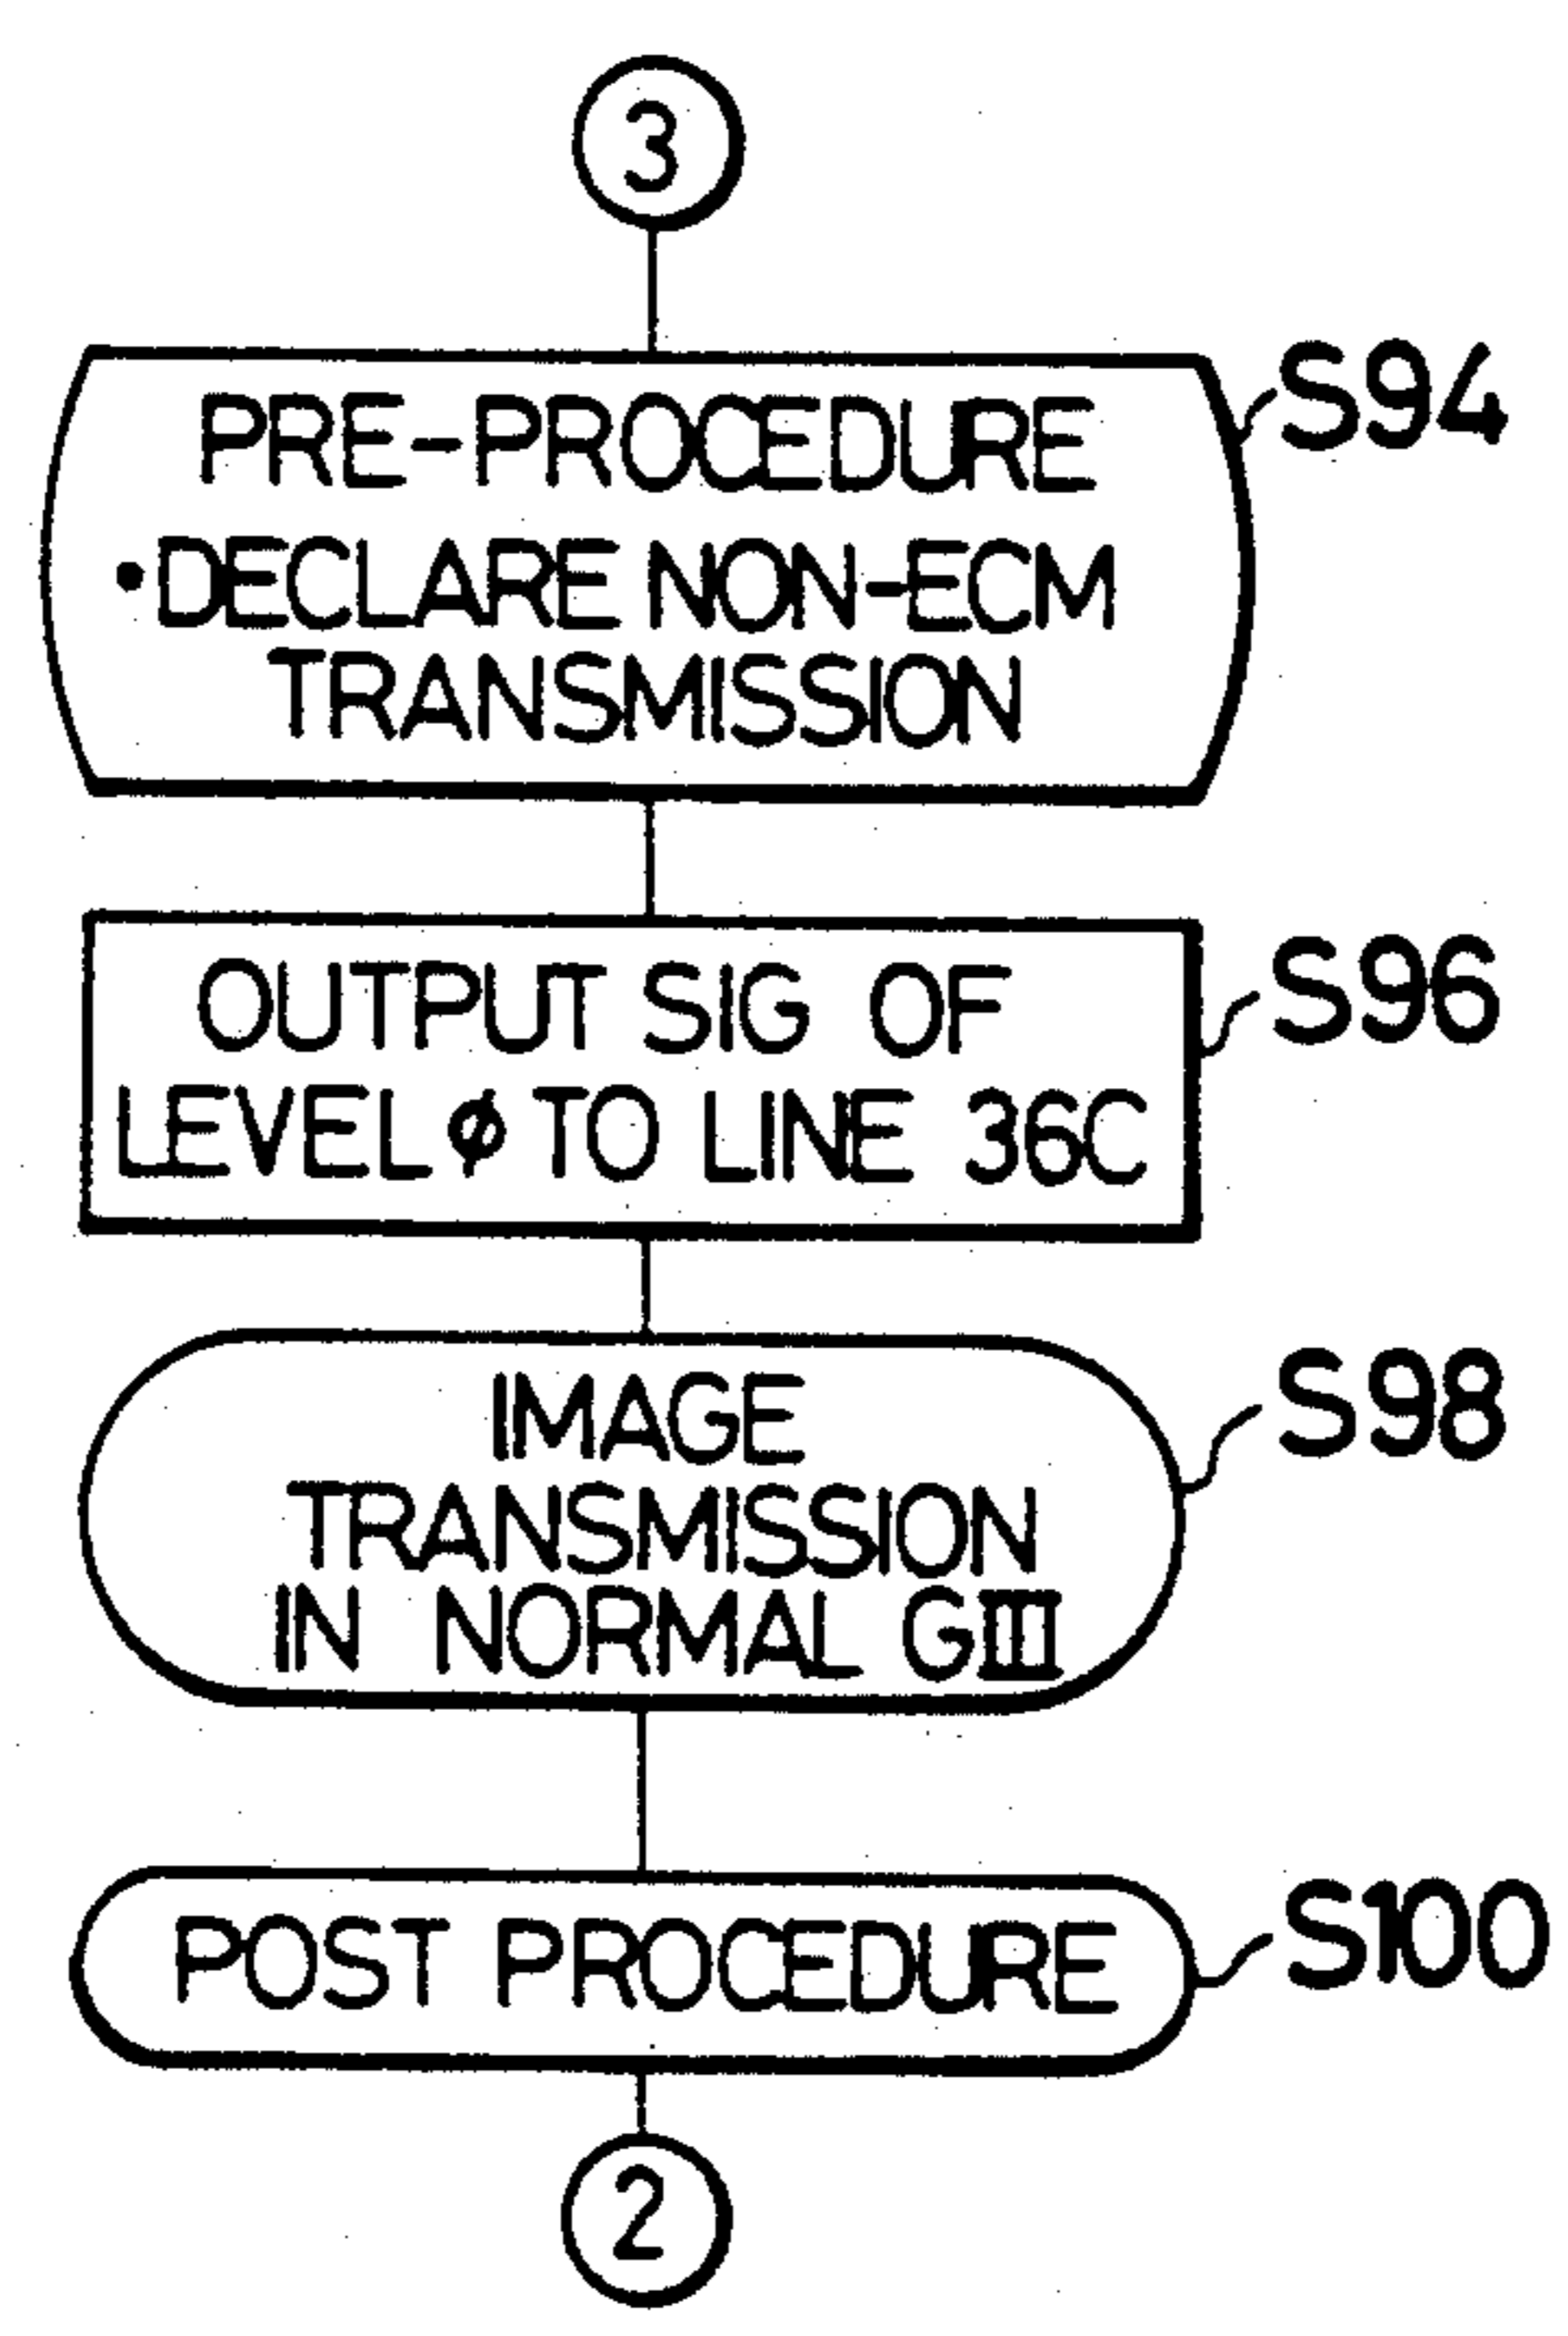 3
PRE-PROCEDURE
S94
•DECLARE NON-ECM
TRANSMISSION
OUTPUT SIG OF
S96
LEVEL ϕ TO LINE 36C
IMAGE
S98
TRANSMISSION
IN NORMAL GIII
POST PROCEDURE
S100
2